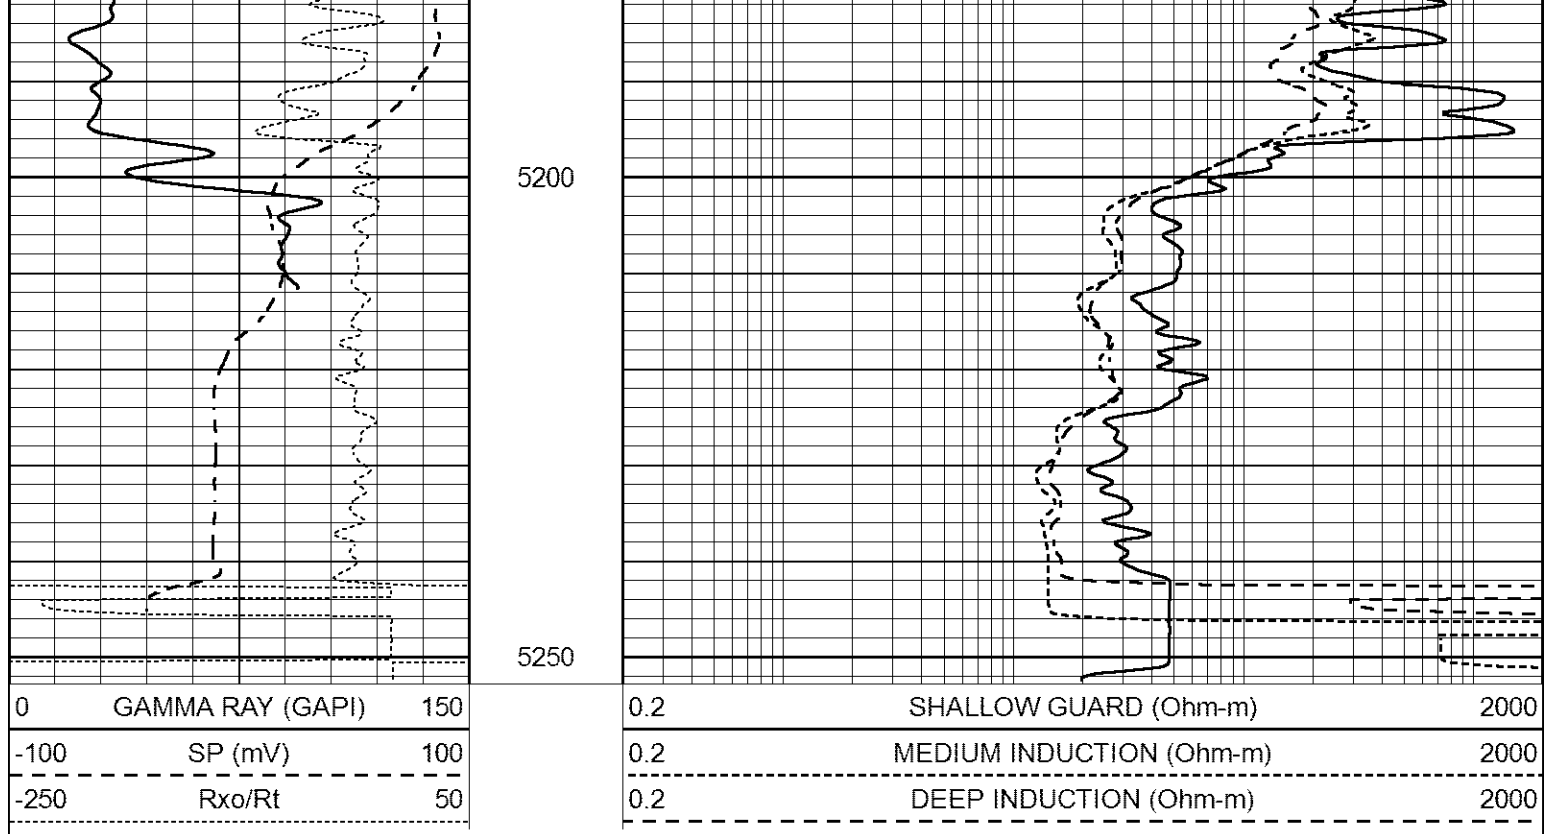 5200
5250
0 GAMMA RAY (GAPI) 150
0.2 SHALLOW GUARD (Ohm-m) 2000
-100 SP (mV) 100
0.2 MEDIUM INDUCTION (Ohm-m) 2000
-250 Rxo/Rt 50
0.2 DEEP INDUCTION (Ohm-m) 2000